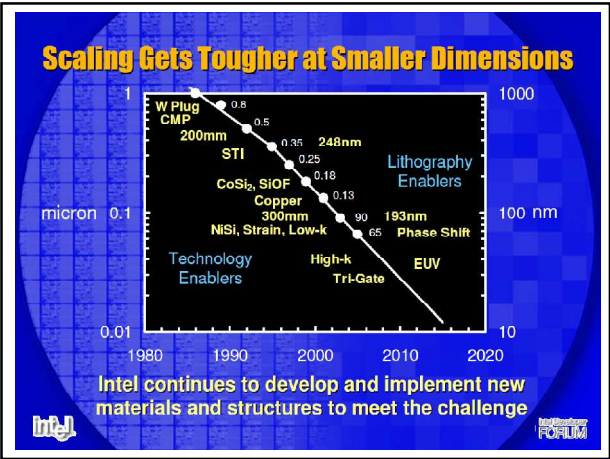 Scaling Gets Tougher at Smaller Dimensions
1
1000
W Plug
0.8
CMP
0.5
200mm
0.35
248nm
STI
0.25
Lithography
Enablers
0.18
CoSi2, SiOF
0.13
Copper
micron 0.1
300mm
90
193nm
100 nm
NiSi, Strain, Low-k
65
Phase Shift
Technology
Enablers
High-k
EUV
Tri-Gate
0.01
10
1980
1990
2000
2010
2020
Intel continues to develop and implement new
materials and structures to meet the challenge
intel
Intel Developer
FORUM